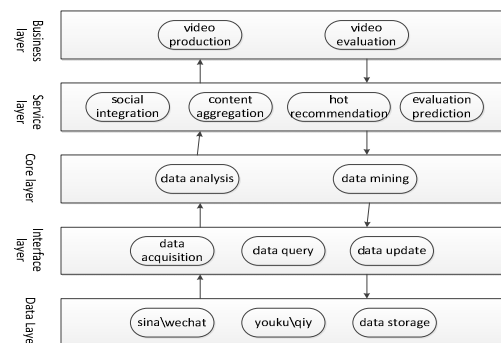 Business
layer
video
production
video
evaluation
Service
layer
social
integration
content
aggregation
hot
recommendation
evaluation
prediction
Core layer
data analysis
data mining
Interface
layer
data
acquisition
data query
data update
Data Laye
sina\wechat
youku\qiy
data storage